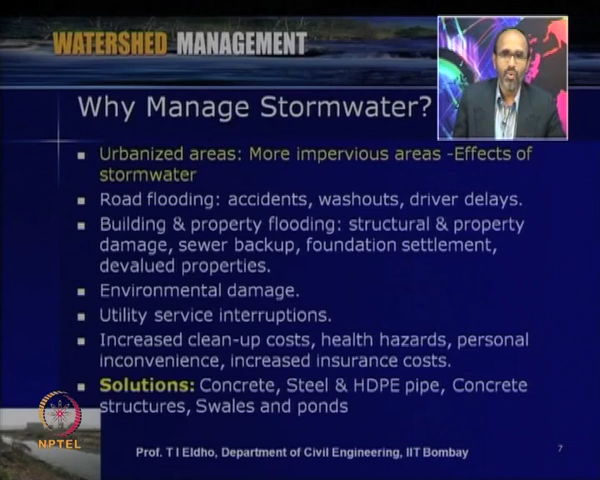 WATERSHED MANAGEMENT
Why Manage Stormwater?
Urbanized areas: More impervious areas -Effects of
stormwater
Road flooding: accidents, washouts, driver delays.
Building & property flooding: structural & property
damage, sewer backup, foundation settlement,
devalued properties.
Environmental damage.
Utility service interruptions.
Increased clean-up costs, health hazards, personal
inconvenience, increased insurance costs.
Solutions: Concrete, Steel & HDPE pipe, Concrete
structures, Swales and ponds
NPTEL
Prof. T I Eldho, Department of Civil Engineering, IIT Bombay
7